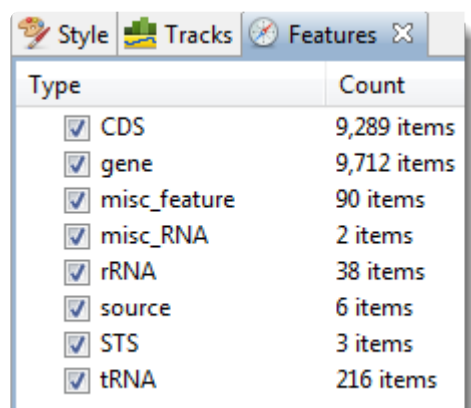 Style Tracks Features
Type Count
CDS 9,289 items
gene 9,712 items
misc_feature 90 items
misc_RNA 2 items
rRNA 38 items
source 6 items
STS 3 items
tRNA 216 items